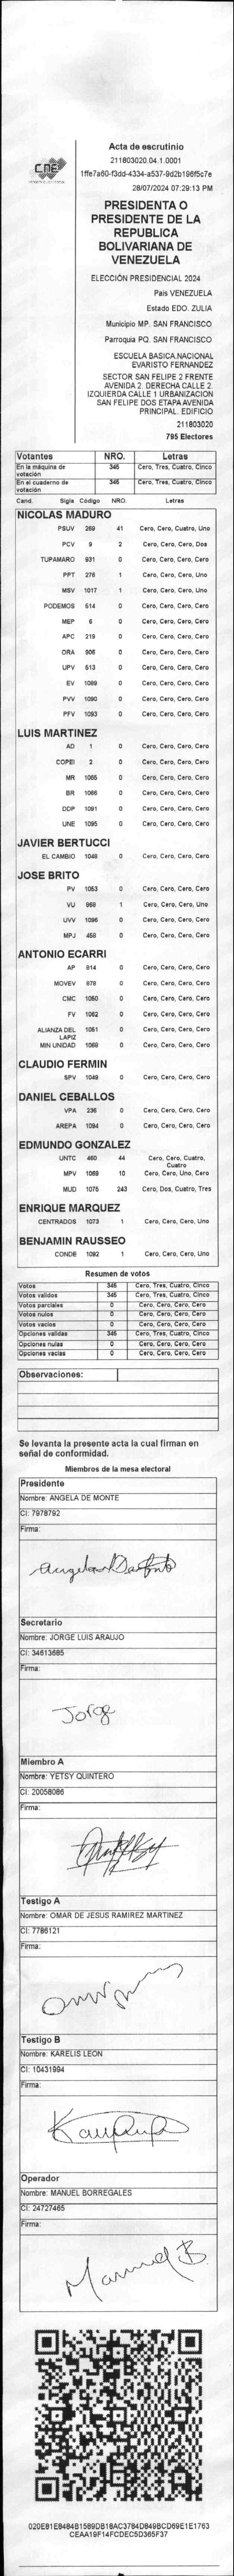 Acta de escrutinio
211803020.04.1.0001
1ffe7a60-f3dd-4334-a537-9d2b196f5c7e
28/07/2024 07:29:13 PM
PRESIDENTA O
PRESIDENTE DE LA
REPUBLICA
BOLIVARIANA DE
VENEZUELA
CNE
ELECCIÓN PRESIDENCIAL 2024
País VENEZUELA
Estado EDO. ZULIA
Municipio MP. SAN FRANCISCO
Parroquia PQ. SAN FRANCISCO
ESCUELA BASICA NACIONAL
EVARISTO FERNANDEZ
SECTOR SAN FELIPE 2 FRENTE
AVENIDA 2. DERECHA CALLE 2.
IZQUIERDA CALLE 1 URBANIZACION
SAN FELIPE DOS ETAPA AVENIDA
PRINCIPAL. EDIFICIO
211803020
795 Electores
Votantes NRO. Letras
En la máquina de votación 345 Cero, Tres, Cuatro, Cinco
En el cuaderno de votación 345 Cero, Tres, Cuatro, Cinco
Cand. Sigla Código NRO. Letras
NICOLAS MADURO
PSUV 269 41 Cero, Cero, Cuatro, Uno
PCV 9 2 Cero, Cero, Cero, Dos
TUPAMARO 931 0 Cero, Cero, Cero, Cero
PPT 276 1 Cero, Cero, Cero, Uno
MSV 1017 1 Cero, Cero, Cero, Uno
PODEMOS 514 0 Cero, Cero, Cero, Cero
MEP 6 0 Cero, Cero, Cero, Cero
APC 219 0 Cero, Cero, Cero, Cero
ORA 906 0 Cero, Cero, Cero, Cero
UPV 513 0 Cero, Cero, Cero, Cero
EV 1089 0 Cero, Cero, Cero, Cero
PVV 1090 0 Cero, Cero, Cero, Cero
PFV 1093 0 Cero, Cero, Cero, Cero
LUIS MARTINEZ
AD 1 0 Cero, Cero, Cero, Cero
COPEI 2 0 Cero, Cero, Cero, Cero
MR 1065 0 Cero, Cero, Cero, Cero
BR 1066 0 Cero, Cero, Cero, Cero
DDP 1091 0 Cero, Cero, Cero, Cero
UNE 1095 0 Cero, Cero, Cero, Cero
JAVIER BERTUCCI
EL CAMBIO 1048 0 Cero, Cero, Cero, Cero
JOSE BRITO
PV 1053 0 Cero, Cero, Cero, Cero
VU 968 1 Cero, Cero, Cero, Uno
UVV 1096 0 Cero, Cero, Cero, Cero
MPJ 458 0 Cero, Cero, Cero, Cero
ANTONIO ECARRI
AP 814 0 Cero, Cero, Cero, Cero
MOVEV 878 0 Cero, Cero, Cero, Cero
CMC 1050 0 Cero, Cero, Cero, Cero
FV 1062 0 Cero, Cero, Cero, Cero
ALIANZA DEL LAPIZ 1051 0 Cero, Cero, Cero, Cero
MIN UNIDAD 1068 0 Cero, Cero, Cero, Cero
CLAUDIO FERMIN
SPV 1049 0 Cero, Cero, Cero, Cero
DANIEL CEBALLOS
VPA 236 0 Cero, Cero, Cero, Cero
AREPA 1094 0 Cero, Cero, Cero, Cero
EDMUNDO GONZALEZ
UNTC 460 44 Cero, Cero, Cuatro, Cuatro
MPV 1069 10 Cero, Cero, Uno, Cero
MUD 1075 243 Cero, Dos, Cuatro, Tres
ENRIQUE MARQUEZ
CENTRADOS 1073 1 Cero, Cero, Cero, Uno
BENJAMIN RAUSSEO
CONDE 1092 1 Cero, Cero, Cero, Uno
Resumen de votos
Votos 345 Cero, Tres, Cuatro, Cinco
Votos validos 345 Cero, Tres, Cuatro, Cinco
Votos parciales 0 Cero, Cero, Cero, Cero
Votos nulos 0 Cero, Cero, Cero, Cero
Votos vacios 0 Cero, Cero, Cero, Cero
Opciones validas 345 Cero, Tres, Cuatro, Cinco
Opciones nulas 0 Cero, Cero, Cero, Cero
Opciones vacias 0 Cero, Cero, Cero, Cero
Observaciones:
Se levanta la presente acta la cual firman en
señal de conformidad.
Miembros de la mesa electoral
Presidente
Nombre: ANGELA DE MONTE
CI: 7978792
Firma:
Secretario
Nombre: JORGE LUIS ARAUJO
CI: 34613685
Firma:
Jorge
Miembro A
Nombre: YETSY QUINTERO
CI: 20058086
Firma:
Testigo A
Nombre: OMAR DE JESUS RAMIREZ MARTINEZ
CI: 7786121
Firma:
Testigo B
Nombre: KARELIS LEON
CI: 10431994
Firma:
Operador
Nombre: MANUEL BORREGALES
CI: 24727465
Firma:
Manuel B
020E81E8484B1589DB18AC3784D849BCD69E1E1763
CEAA19F14FCDEC5D365F37